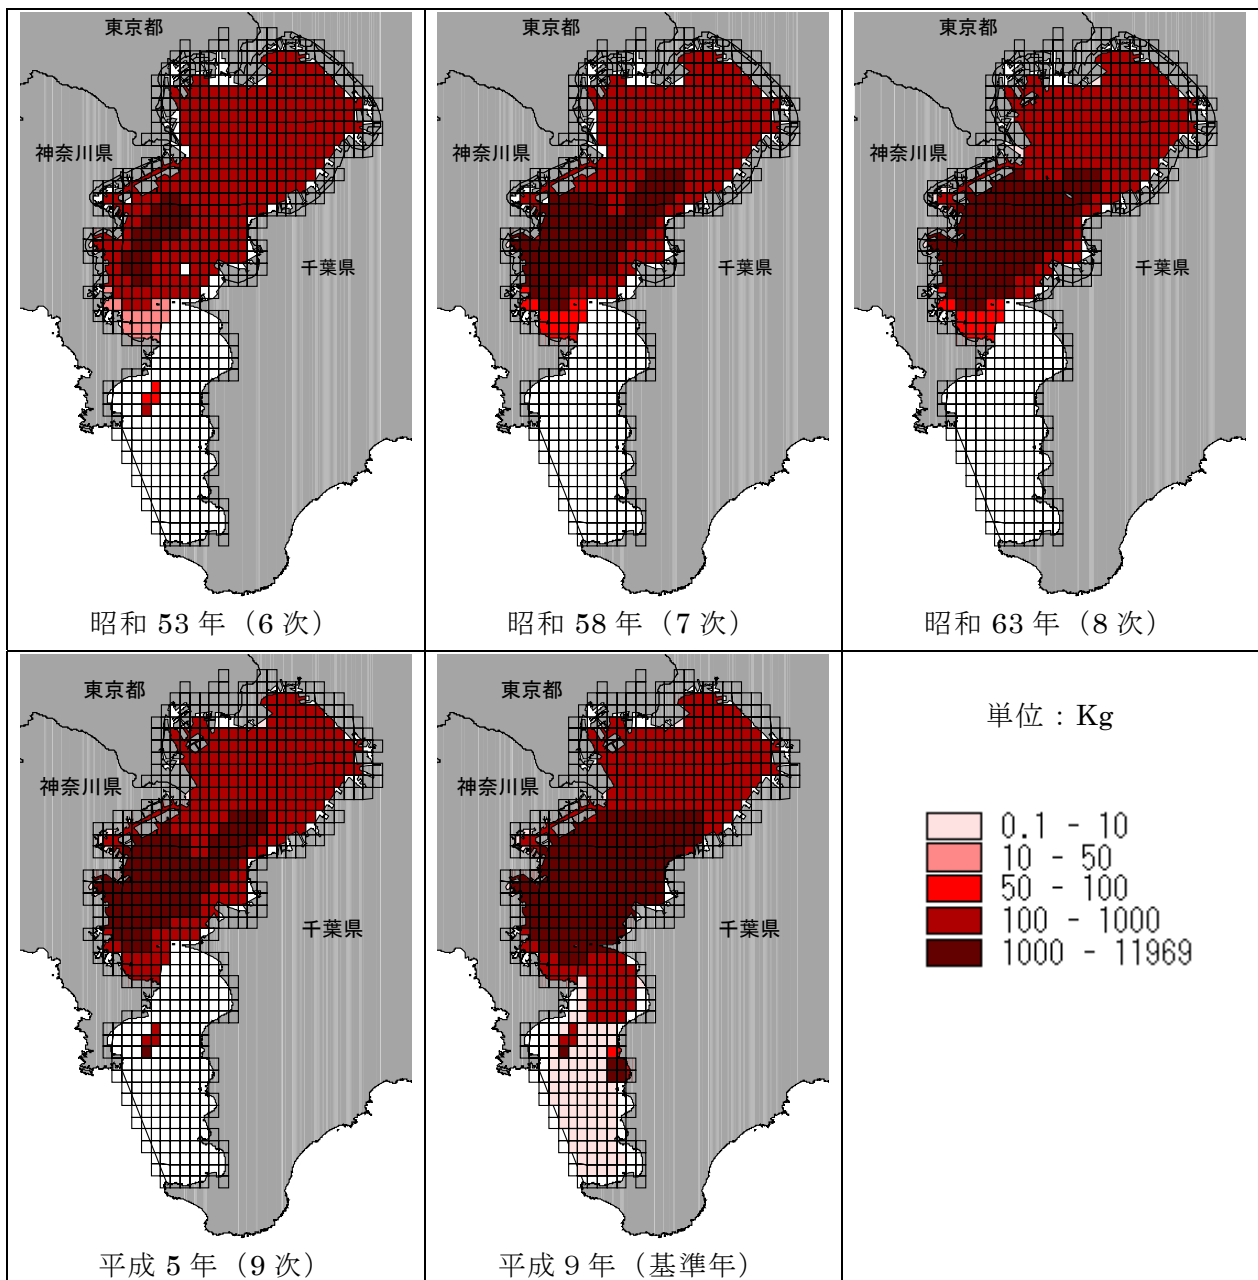 東京都
神奈川県
千葉県
昭和 53 年（6 次）
東京都
神奈川県
千葉県
昭和 58 年（7 次）
東京都
神奈川県
千葉県
昭和 63 年（8 次）
東京都
神奈川県
千葉県
平成 5 年（9 次）
東京都
神奈川県
千葉県
平成 9 年（基準年）
単位：Kg
0.1 - 10
10 - 50
50 - 100
100 - 1000
1000 - 11969